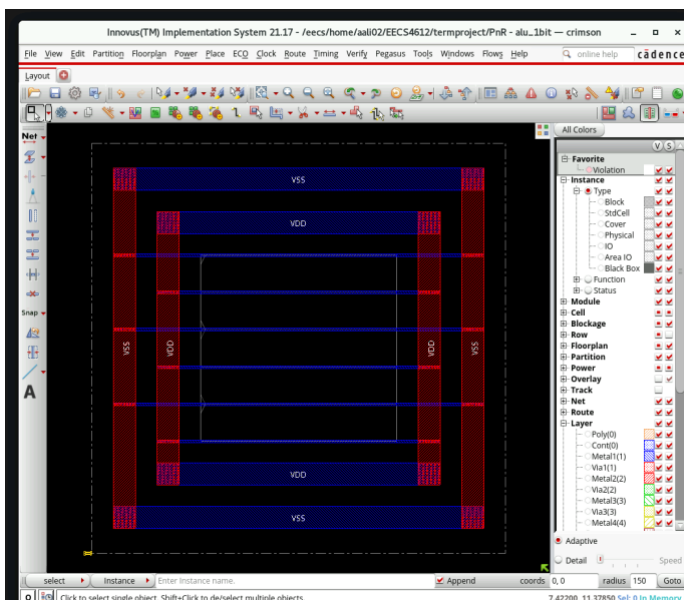 Innovus(TM) Implementation System 21.17 - /eecs/home/aali02/EECS4612/termproject/PnR - alu_1bit — crimson
File View Edit Partition Floorplan Power Place ECO Clock Route Timing Verify Pegasus Tools Windows Flows Help
online help cādence
Layout
All Colors
V S
Favorite
Violation
Instance
Type
Block
StdCell
Cover
Physical
IO
Area IO
Black Box
Function
Status
Module
Cell
Blockage
Row
Floorplan
Partition
Power
Overlay
Track
Net
Route
Layer
Poly(0)
Cont(0)
Metal1(1)
Via1(1)
Metal2(2)
Via2(2)
Metal3(3)
Via3(3)
Metal4(4)
Adaptive
Detail Speed
Net
Snap
A
VSS
VDD
VSS VDD VDD VSS
VDD
VSS
select Instance Enter Instance name. Append coords 0, 0 radius 150 Goto
Q Click to select single object. Shift+Click to de/select multiple objects. 7.42200, 11.37850 Sel: 0 In Memory